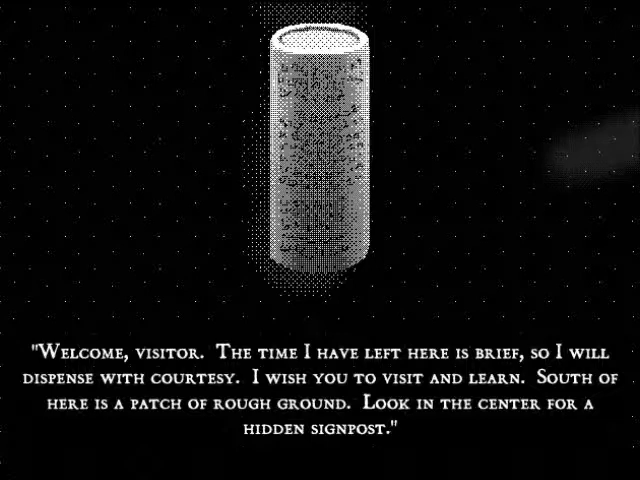 "Welcome, visitor. The time I have left here is brief, so I will
dispense with courtesy. I wish you to visit and learn. South of
here is a patch of rough ground. Look in the center for a
hidden signpost."